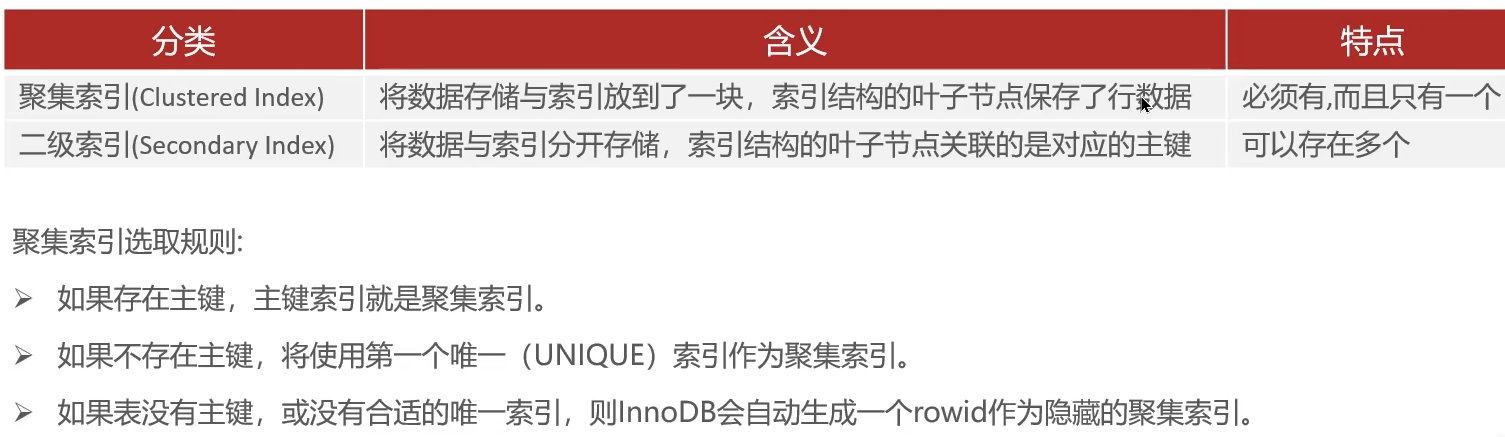 分类 含义 特点
聚集索引(Clustered Index) 将数据存储与索引放到了一块，索引结构的叶子节点保存了行数据 必须有,而且只有一个
二级索引(Secondary Index) 将数据与索引分开存储，索引结构的叶子节点关联的是对应的主键 可以存在多个
聚集索引选取规则:
➢ 如果存在主键，主键索引就是聚集索引。
➢ 如果不存在主键，将使用第一个唯一（UNIQUE）索引作为聚集索引。
➢ 如果表没有主键，或没有合适的唯一索引，则InnoDB会自动生成一个rowid作为隐藏的聚集索引。